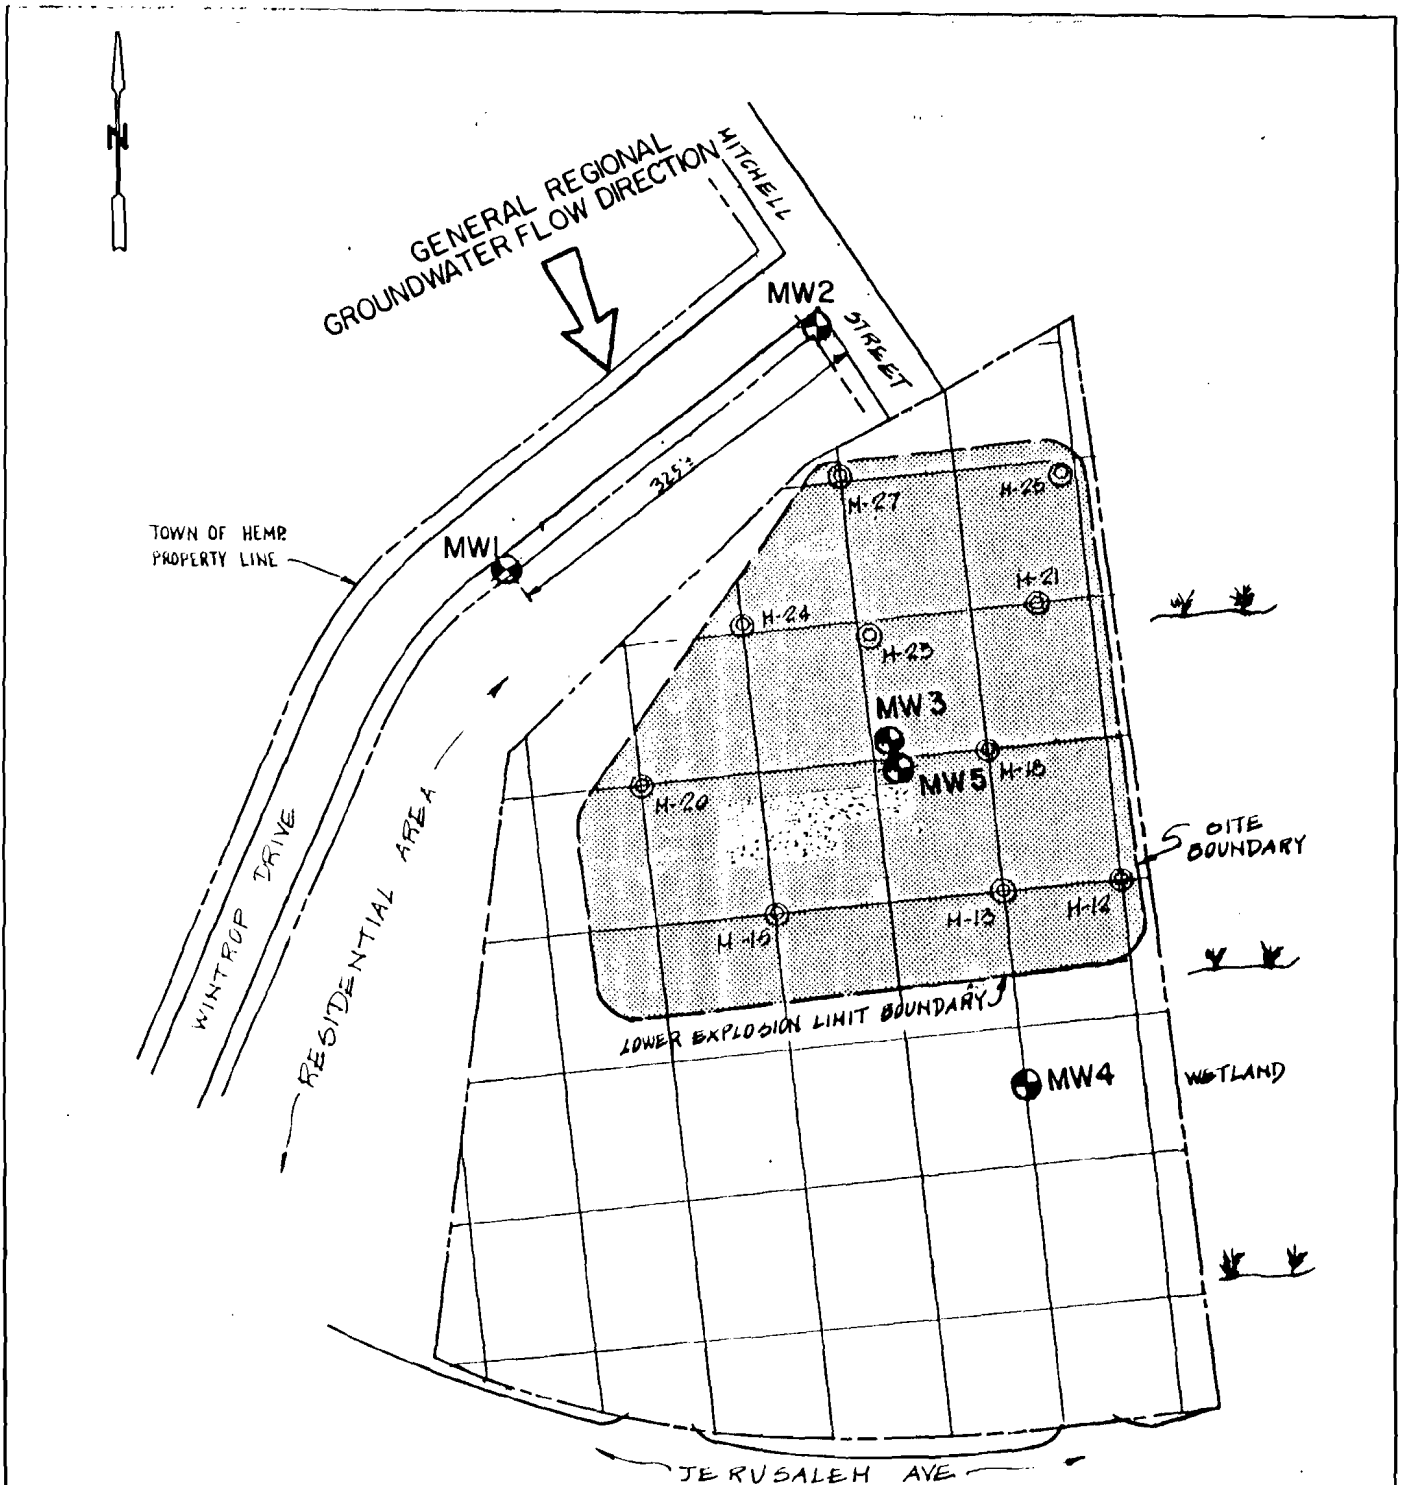 N
GENERAL REGIONAL
GROUNDWATER FLOW DIRECTION
MITCHELL
STREET
MW2
325'±
H-27
H-25
TOWN OF HEMP.
PROPERTY LINE
MW1
H-21
H-24
H-23
MW3
MW5
H-18
H-20
SITE
BOUNDARY
WINTROP DRIVE
RESIDENTIAL AREA
H-15
H-13
H-12
LOWER EXPLOSION LIMIT BOUNDARY
MW4
WETLAND
JERUSALEM AVE